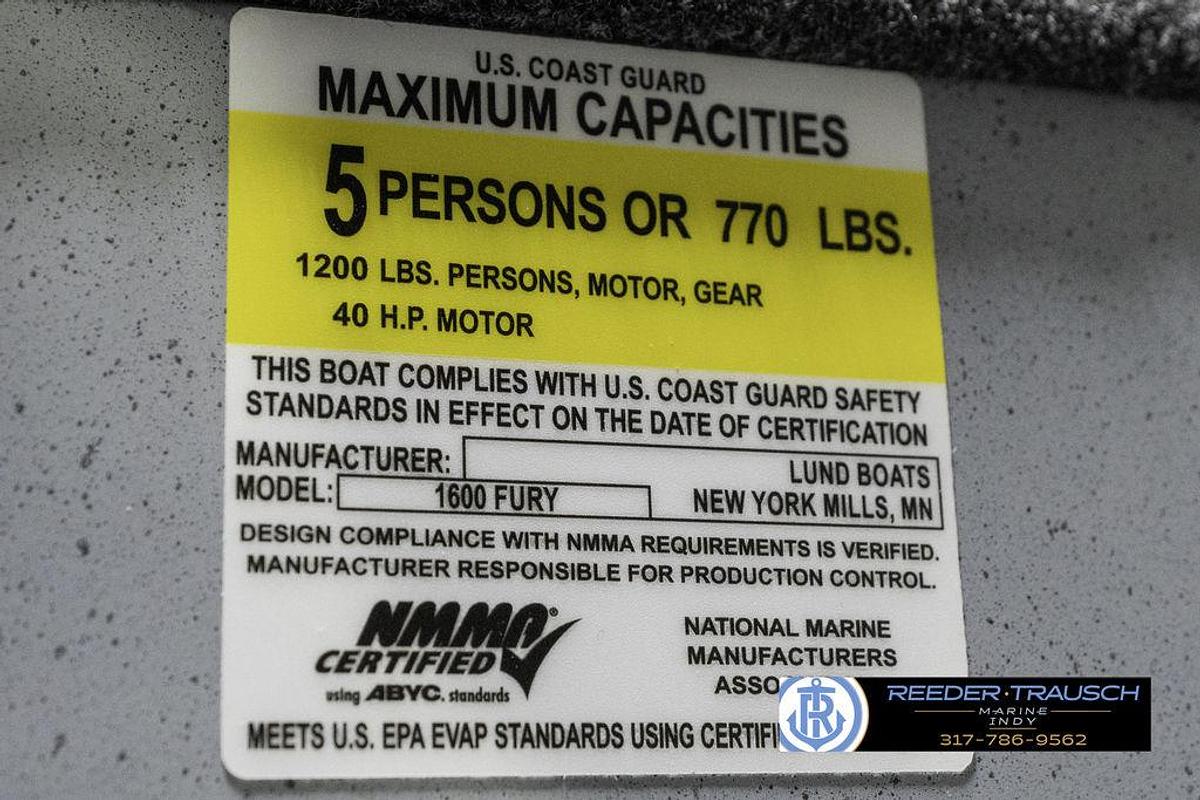 U.S. COAST GUARD
MAXIMUM CAPACITIES
5 PERSONS OR 770 LBS.
1200 LBS. PERSONS, MOTOR, GEAR
40 H.P. MOTOR
THIS BOAT COMPLIES WITH U.S. COAST GUARD SAFETY
STANDARDS IN EFFECT ON THE DATE OF CERTIFICATION
MANUFACTURER: LUND BOATS
MODEL: 1600 FURY NEW YORK MILLS, MN
DESIGN COMPLIANCE WITH NMMA REQUIREMENTS IS VERIFIED.
MANUFACTURER RESPONSIBLE FOR PRODUCTION CONTROL.
NMMA®
CERTIFIED
using ABYC. standards
NATIONAL MARINE
MANUFACTURERS
MEETS U.S. EPA EVAP STANDARDS USING
REEDER·TRAUSCH
MARINE
INDY
317-786-9562